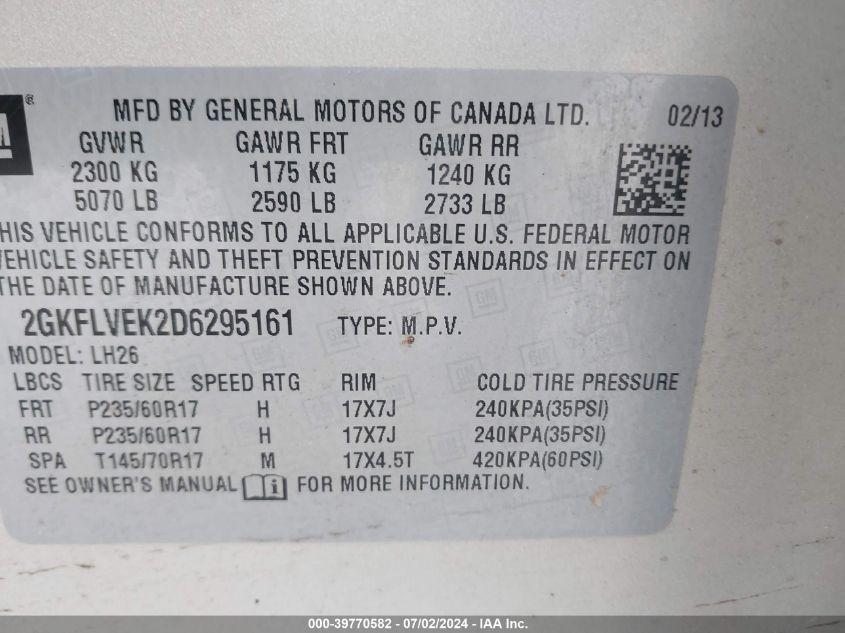 ®
MFD BY GENERAL MOTORS OF CANADA LTD. 02/13
GVWR GAWR FRT GAWR RR
2300 KG 1175 KG 1240 KG
5070 LB 2590 LB 2733 LB
HIS VEHICLE CONFORMS TO ALL APPLICABLE U.S. FEDERAL MOTOR
VEHICLE SAFETY AND THEFT PREVENTION STANDARDS IN EFFECT ON
THE DATE OF MANUFACTURE SHOWN ABOVE.
2GKFLVEK2D6295161 TYPE: M.P.V.
MODEL: LH26
LBCS TIRE SIZE SPEED RTG RIM COLD TIRE PRESSURE
FRT P235/60R17 H 17X7J 240KPA(35PSI)
RR P235/60R17 H 17X7J 240KPA(35PSI)
SPA T145/70R17 M 17X4.5T 420KPA(60PSI)
SEE OWNER'S MANUAL i FOR MORE INFORMATION.
000-39770582 - 07/02/2024 - IAA Inc.